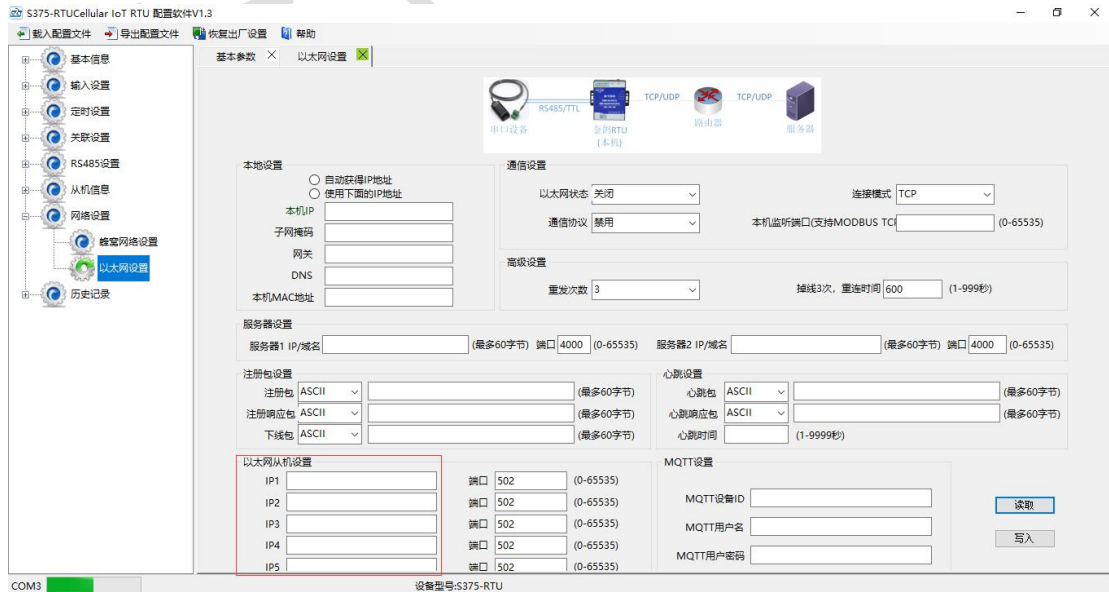 S375-RTUCellular IoT RTU 配置软件V1.3
载入配置文件 导出配置文件 恢复出厂设置 帮助
基本信息
输入设置
定时设置
关联设置
RS485设置
从机信息
网络设置
蜂窝网络设置
以太网设置
历史记录
基本参数 以太网设置
RS485/TTL TCP/UDP TCP/UDP
串口设备 金鸽RTU 路由器 服务器
(本机)
本地设置
自动获得IP地址
使用下面的IP地址
本机IP
子网掩码
网关
DNS
本机MAC地址
通信设置
以太网状态 关闭 连接模式 TCP
通信协议 禁用 本机监听端口(支持MODBUS TCI (0-65535)
高级设置
重发次数 3 掉线3次，重连时间 600 (1-999秒)
服务器设置
服务器1 IP/域名 (最多60字节) 端口 4000 (0-65535) 服务器2 IP/域名 (最多60字节) 端口 4000 (0-65535)
注册包设置
注册包 ASCII (最多60字节)
注册响应包 ASCII (最多60字节)
下线包 ASCII (最多60字节)
心跳设置
心跳包 ASCII (最多60字节)
心跳响应包 ASCII (最多60字节)
心跳时间 (1-9999秒)
以太网从机设置
IP1 端口 502 (0-65535)
IP2 端口 502 (0-65535)
IP3 端口 502 (0-65535)
IP4 端口 502 (0-65535)
IP5 端口 502 (0-65535)
MQTT设置
MQTT设备ID
MQTT用户名
MQTT用户密码
读取
写入
COM3 设备型号:S375-RTU